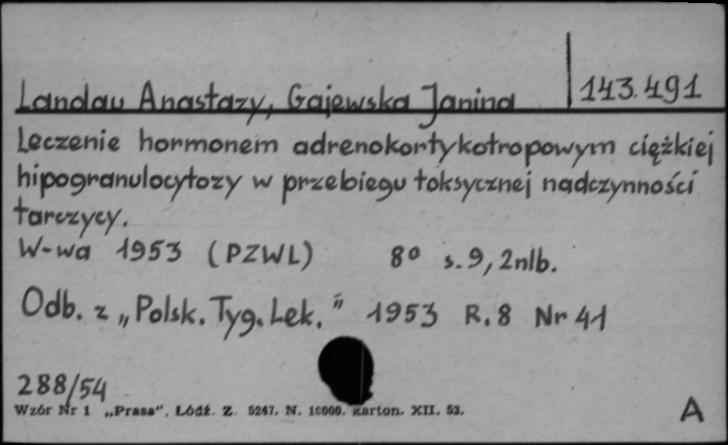 Landau Anastazy, Gajewska Janina 143.491
Leczenie hormonem adrenokortykotropowym ciężkiej
hipogranulocytozy w przebiegu toksycznej nadczynności
tarczycy.
W-wa 1953 (PZWL) 8° s.9, 2nlb.
Odb. z „Polsk. Tyg. Lek." 1953 R.8 Nr 41
288/54
Wzór Nr 1 „Prasa", Łódź. Z. 5247. N. 10000. karton. XII. 53.
A